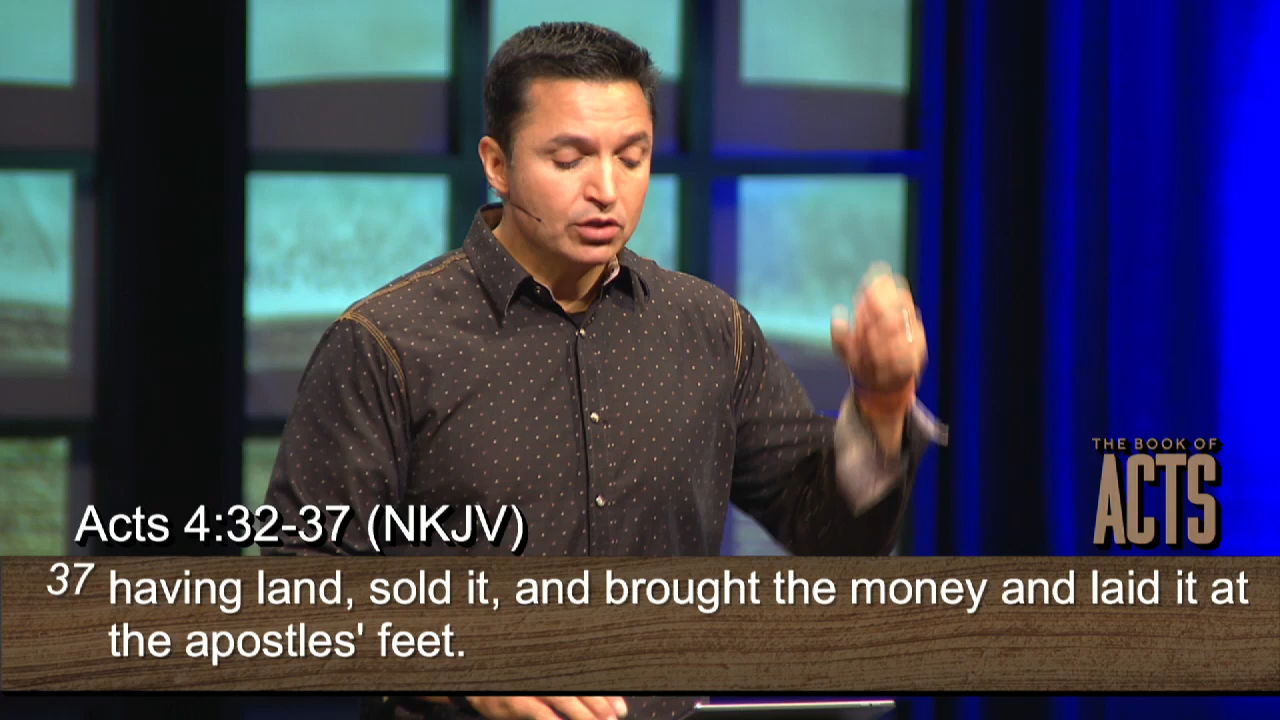 THE BOOK OF
ACTS
Acts 4:32-37 (NKJV)
37 having land, sold it, and brought the money and laid it at
the apostles' feet.